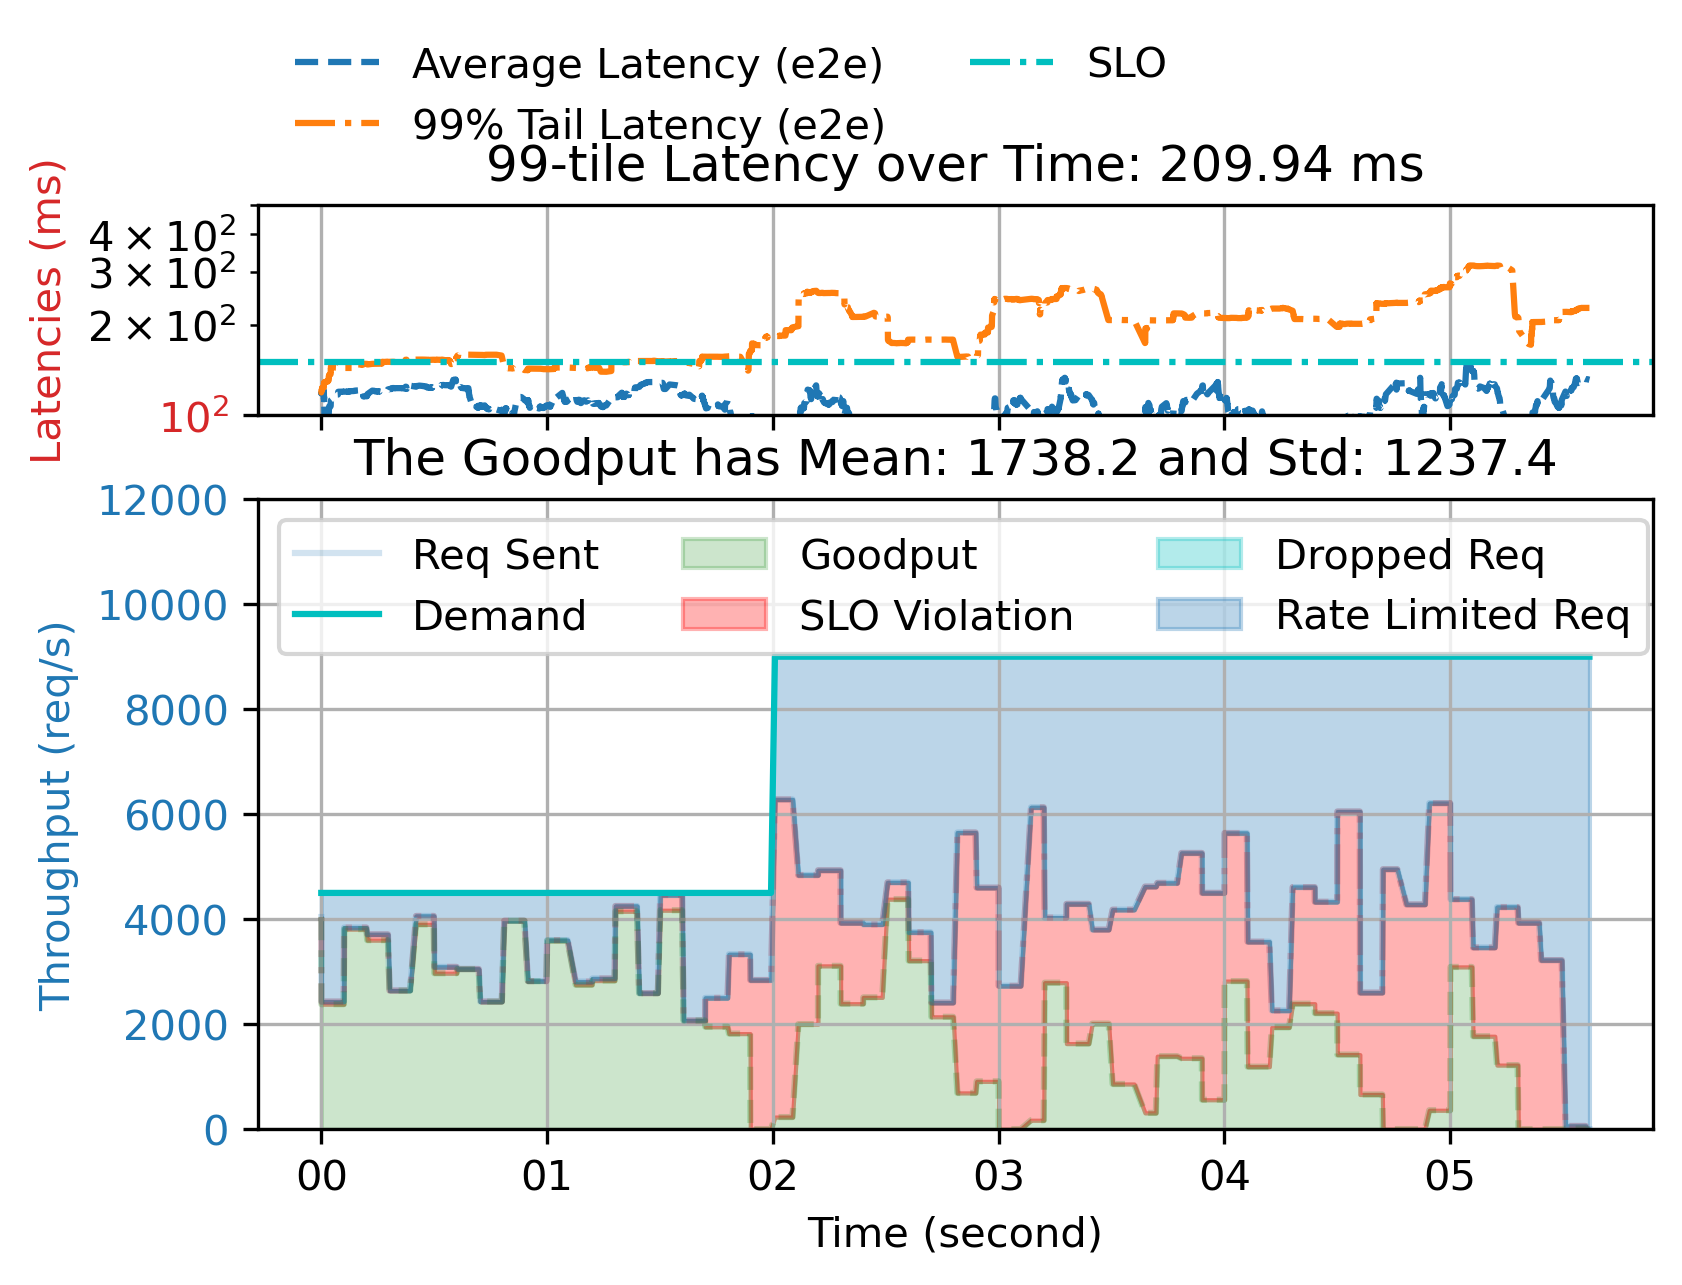 Average Latency (e2e) SLO
99% Tail Latency (e2e)
99-tile Latency over Time: 209.94 ms
Latencies (ms)
4 × 10²
3 × 10²
2 × 10²
10²
The Goodput has Mean: 1738.2 and Std: 1237.4
Throughput (req/s)
12000
10000
8000
6000
4000
2000
0
Req Sent Goodput Dropped Req
Demand SLO Violation Rate Limited Req
00 01 02 03 04 05
Time (second)